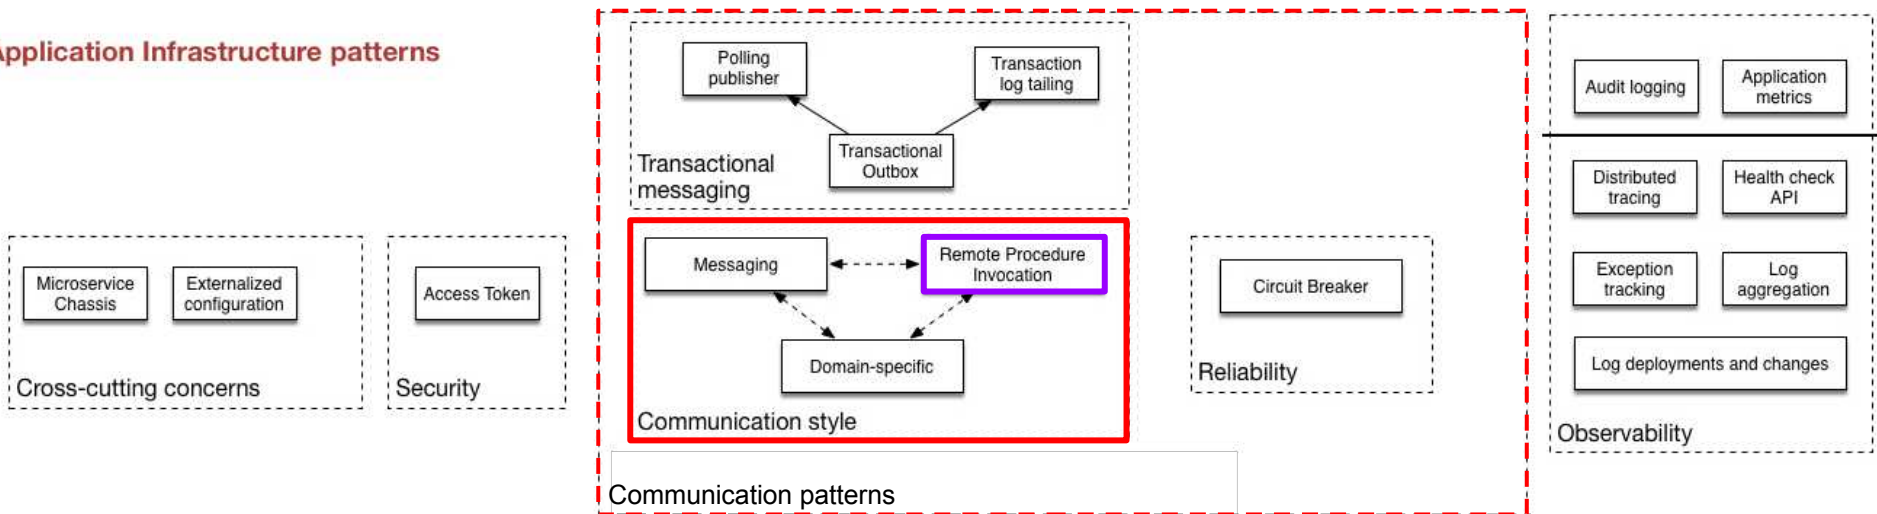 Application Infrastructure patterns
Polling
publisher
Transaction
log tailing
Transactional
Outbox
Transactional
messaging
Audit logging
Application
metrics
Distributed
tracing
Health check
API
Exception
tracking
Log
aggregation
Log deployments and changes
Observability
Microservice
Chassis
Externalized
configuration
Cross-cutting concerns
Access Token
Security
Messaging
Remote Procedure
Invocation
Domain-specific
Communication style
Circuit Breaker
Reliability
Communication patterns